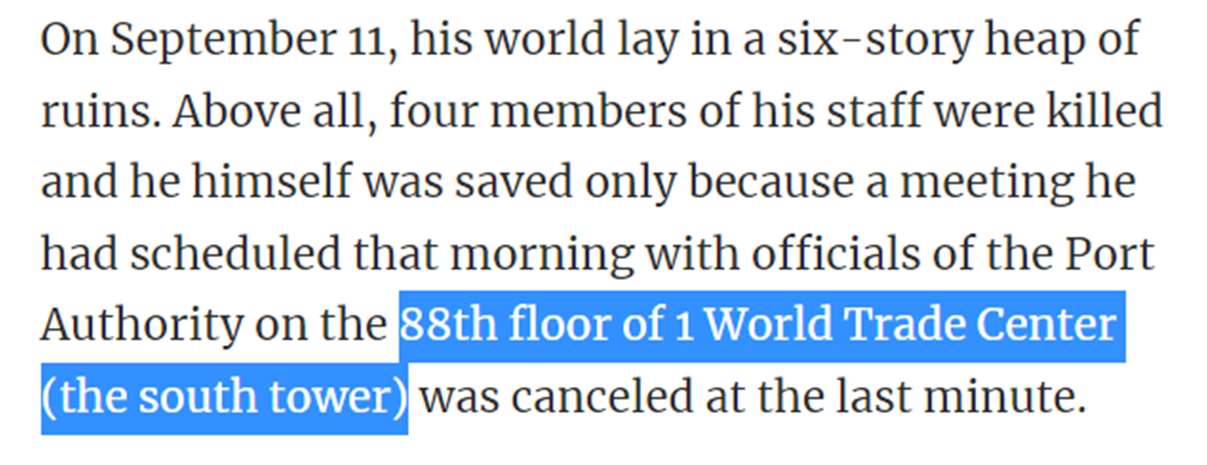 On September 11, his world lay in a six-story heap of
ruins. Above all, four members of his staff were killed
and he himself was saved only because a meeting he
had scheduled that morning with officials of the Port
Authority on the 88th floor of 1 World Trade Center
(the south tower) was canceled at the last minute.